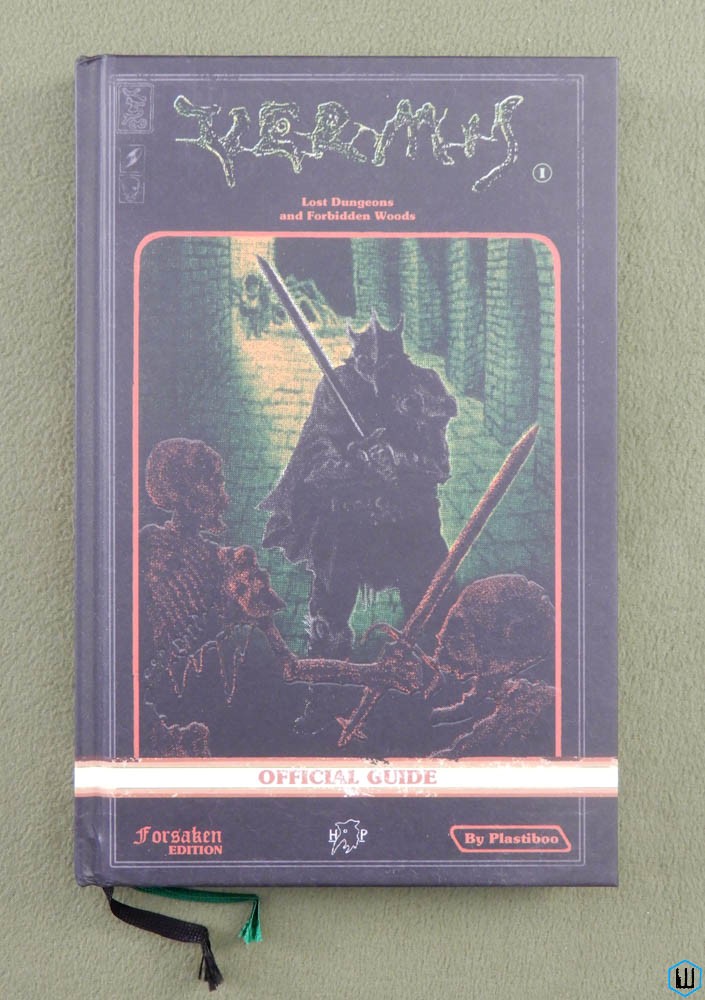 VERMIS
I
Lost Dungeons
and Forbidden Woods
OFFICIAL GUIDE
Forsaken
EDITION
H P
By Plastiboo